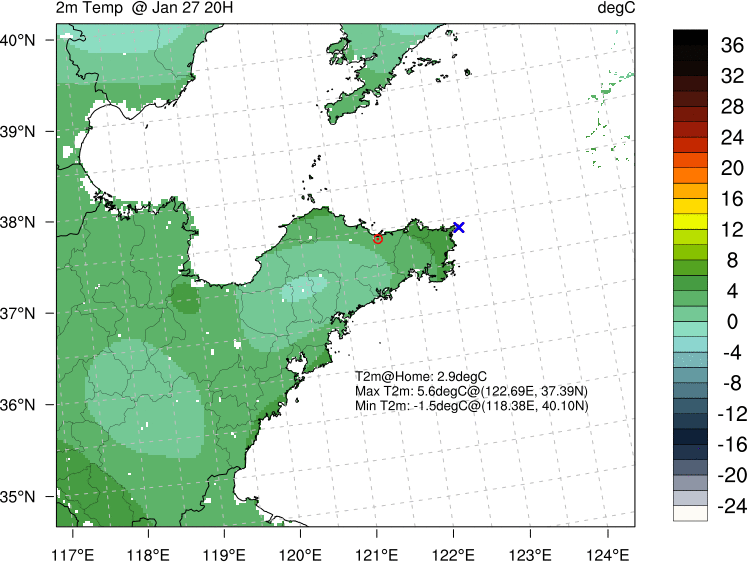 2m Temp @ Jan 27 20H degC
40°N
39°N
38°N
37°N
36°N
35°N
T2m@Home: 2.9degC
Max T2m: 5.6degC@(122.69E, 37.39N)
Min T2m: -1.5degC@(118.38E, 40.10N)
117°E 118°E 119°E 120°E 121°E 122°E 123°E 124°E
36
32
28
24
20
16
12
8
4
0
-4
-8
-12
-16
-20
-24